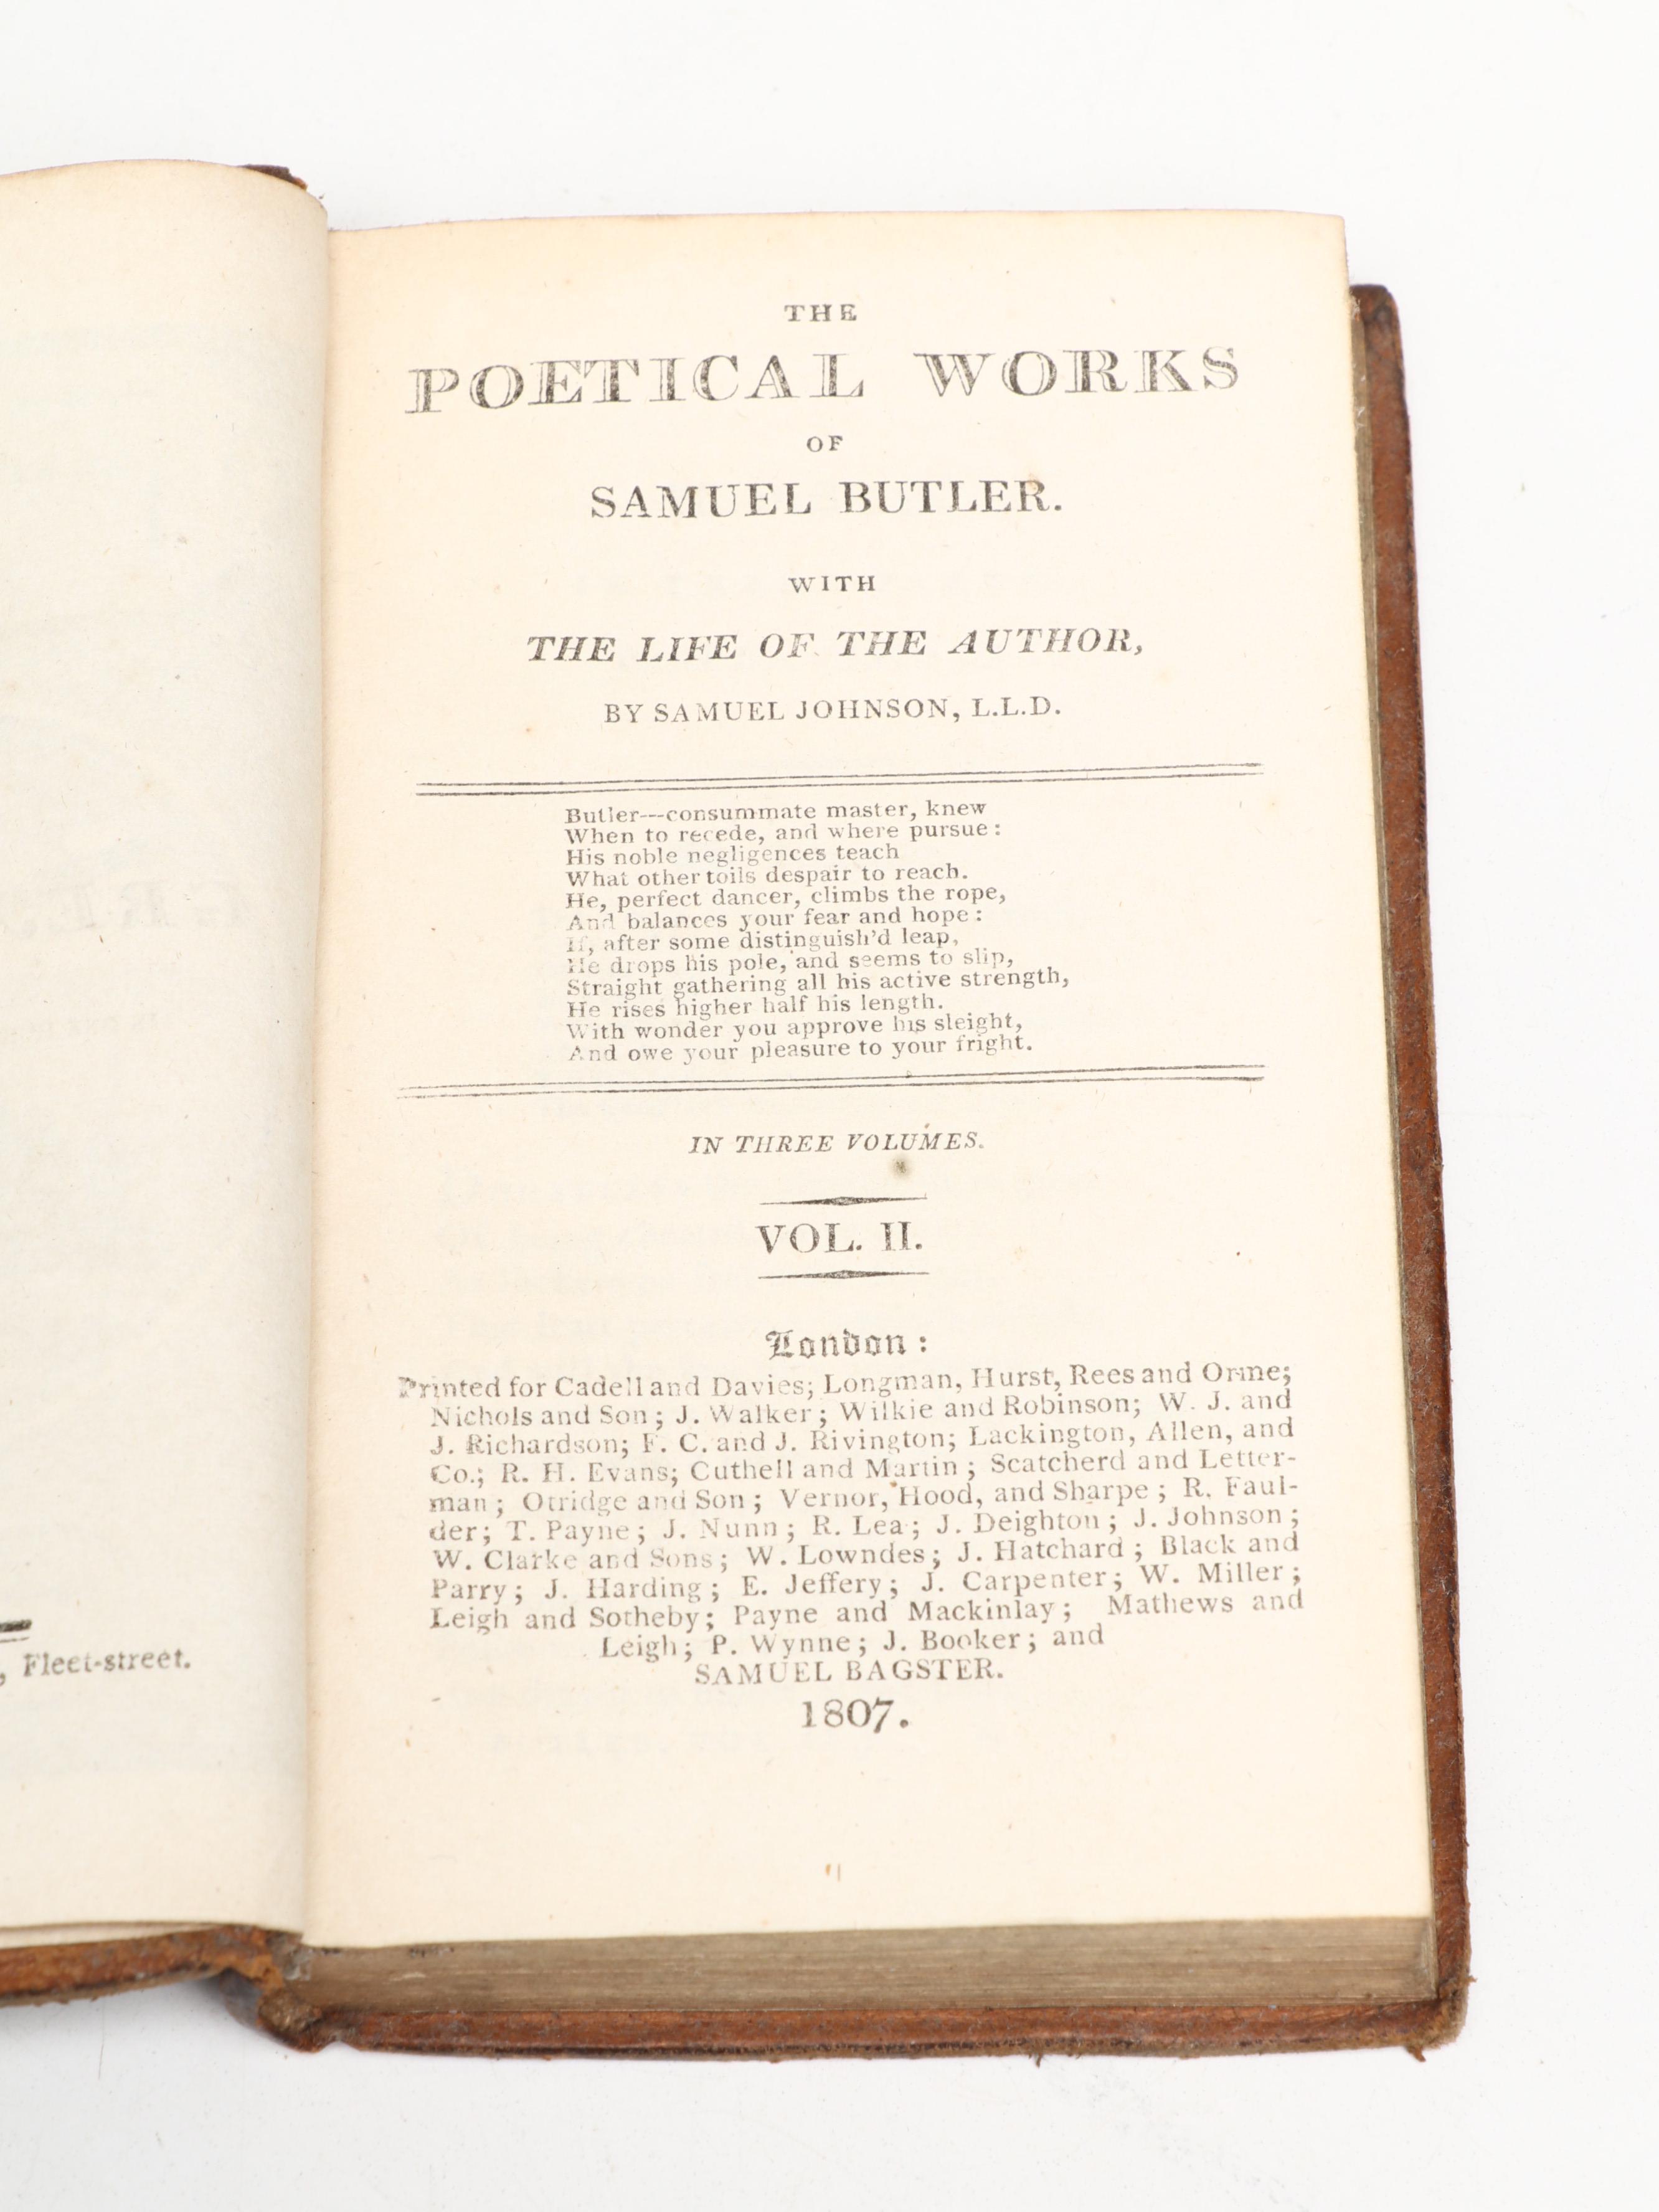 THE
POETICAL WORKS
OF
SAMUEL BUTLER.
WITH
THE LIFE OF THE AUTHOR,
BY SAMUEL JOHNSON, L.L.D.
Butler---consummate master, knew
When to recede, and where pursue:
His noble negligences teach
What other toils despair to reach.
He, perfect dancer, climbs the rope,
And balances your fear and hope:
If, after some distinguish'd leap,
He drops his pole, and seems to slip,
Straight gathering all his active strength,
He rises higher half his length.
With wonder you approve his sleight,
And owe your pleasure to your fright.
IN THREE VOLUMES.
VOL. II.
London:
Printed for Cadell and Davies; Longman, Hurst, Rees and Orme;
Nichols and Son; J. Walker; Wilkie and Robinson; W. J. and
J. Richardson; F. C. and J. Rivington; Lackington, Allen, and
Co.; R. H. Evans; Cuthell and Martin; Scatcherd and Letter-
man; Otridge and Son; Vernor, Hood, and Sharpe; R. Faul-
der; T. Payne; J. Nunn; R. Lea; J. Deighton; J. Johnson;
W. Clarke and Sons; W. Lowndes; J. Hatchard; Black and
Parry; J. Harding; E. Jeffery; J. Carpenter; W. Miller;
Leigh and Sotheby; Payne and Mackinlay; Mathews and
Leigh; P. Wynne; J. Booker; and
SAMUEL BAGSTER.
1807.
, Fleet-street.